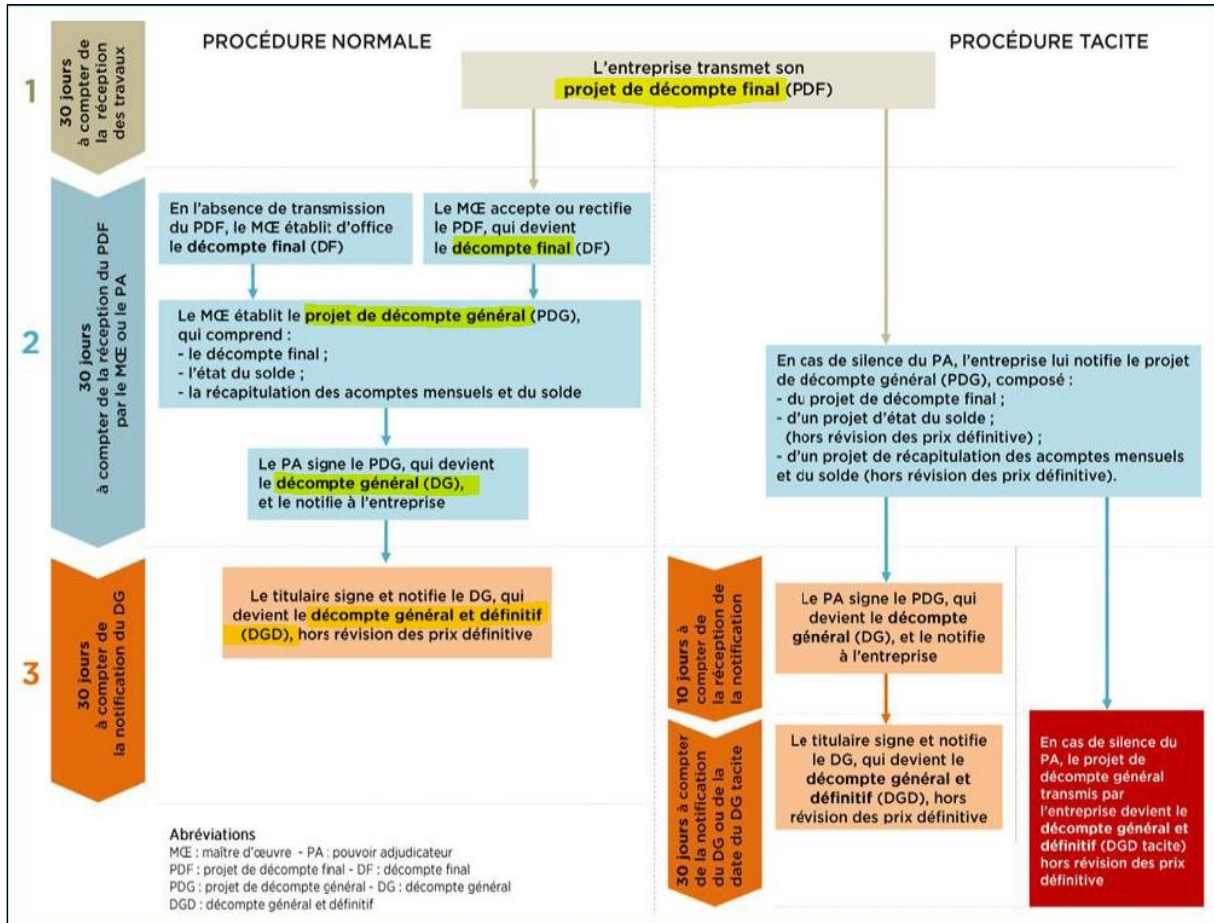 PROCÉDURE NORMALE
PROCÉDURE TACITE
1
30 jours
à compter de
la réception
des travaux
L'entreprise transmet son
projet de décompte final (PDF)
2
30 jours
à compter de la réception du PDF
par le MŒ ou le PA
En l'absence de transmission
du PDF, le MŒ établit d'office
le décompte final (DF)
Le MŒ accepte ou rectifie
le PDF, qui devient
le décompte final (DF)
Le MŒ établit le projet de décompte général (PDG),
qui comprend :
- le décompte final ;
- l'état du solde ;
- la récapitulation des acomptes mensuels et du solde
Le PA signe le PDG, qui devient
le décompte général (DG),
et le notifie à l'entreprise
En cas de silence du PA, l'entreprise lui notifie le projet
de décompte général (PDG), composé :
- du projet de décompte final ;
- d'un projet d'état du solde ;
(hors révision des prix définitive) ;
- d'un projet de récapitulation des acomptes mensuels
et du solde (hors révision des prix définitive).
3
30 jours
à compter de
la notification du DG
Le titulaire signe et notifie le DG, qui
devient le décompte général et définitif
(DGD), hors révision des prix définitive
10 jours à
compter de
la réception de
la notification
Le PA signe le PDG, qui
devient le décompte
général (DG), et le notifie
à l'entreprise
30 jours à compter
de la notification
du DG ou de la
date du DG tacite
Le titulaire signe et notifie
le DG, qui devient le
décompte général et
définitif (DGD), hors
révision des prix définitive
En cas de silence du
PA, le projet de
décompte général
transmis par
l'entreprise devient le
décompte général et
définitif (DGD tacite)
hors révision des prix
définitive
Abréviations
MŒ : maître d'œuvre - PA : pouvoir adjudicateur
PDF : projet de décompte final - DF : décompte final
PDG : projet de décompte général - DG : décompte général
DGD : décompte général et définitif